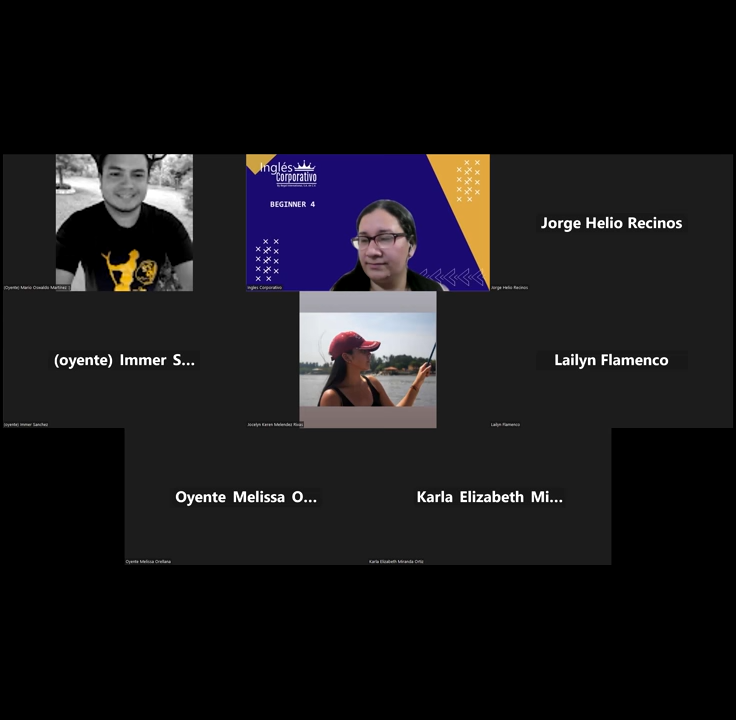 Inglés
Corporativo
BEGINNER 4
Jorge Helio Recinos
(Oyente) Mario Oswaldo Martinez
Inglés Corporativo
Jorge Helio Recinos
(oyente) Immer S...
Lailyn Flamenco
(oyente) Immer Sanchez
Jocelyn Karen Melendez Rivas
Lailyn Flamenco
Oyente Melissa O...
Karla Elizabeth Mi...
Oyente Melissa Orellana
Karla Elizabeth Miranda Ortiz